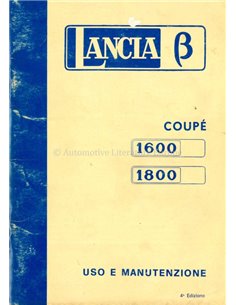 LANCIA β
COUPÉ
1600
1800
© Automotive Literature
USO E MANUTENZIONE
4ª Edizione